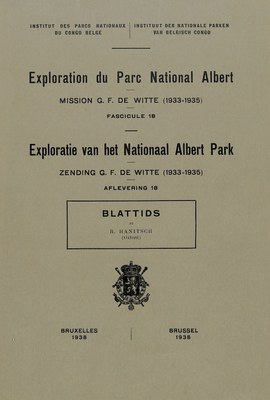 INSTITUT DES PARCS NATIONAUX
DU CONGO BELGE
INSTITUUT DER NATIONALE PARKEN
VAN BELGISCH CONGO
Exploration du Parc National Albert
MISSION G. F. DE WITTE (1933-1935)
FASCICULE 18
Exploratie van het Nationaal Albert Park
ZENDING G. F. DE WITTE (1933-1935)
AFLEVERING 18
BLATTIDS
BY
R. HANITSCH
(Oxford).
BRUXELLES
1938
BRUSSEL
1938